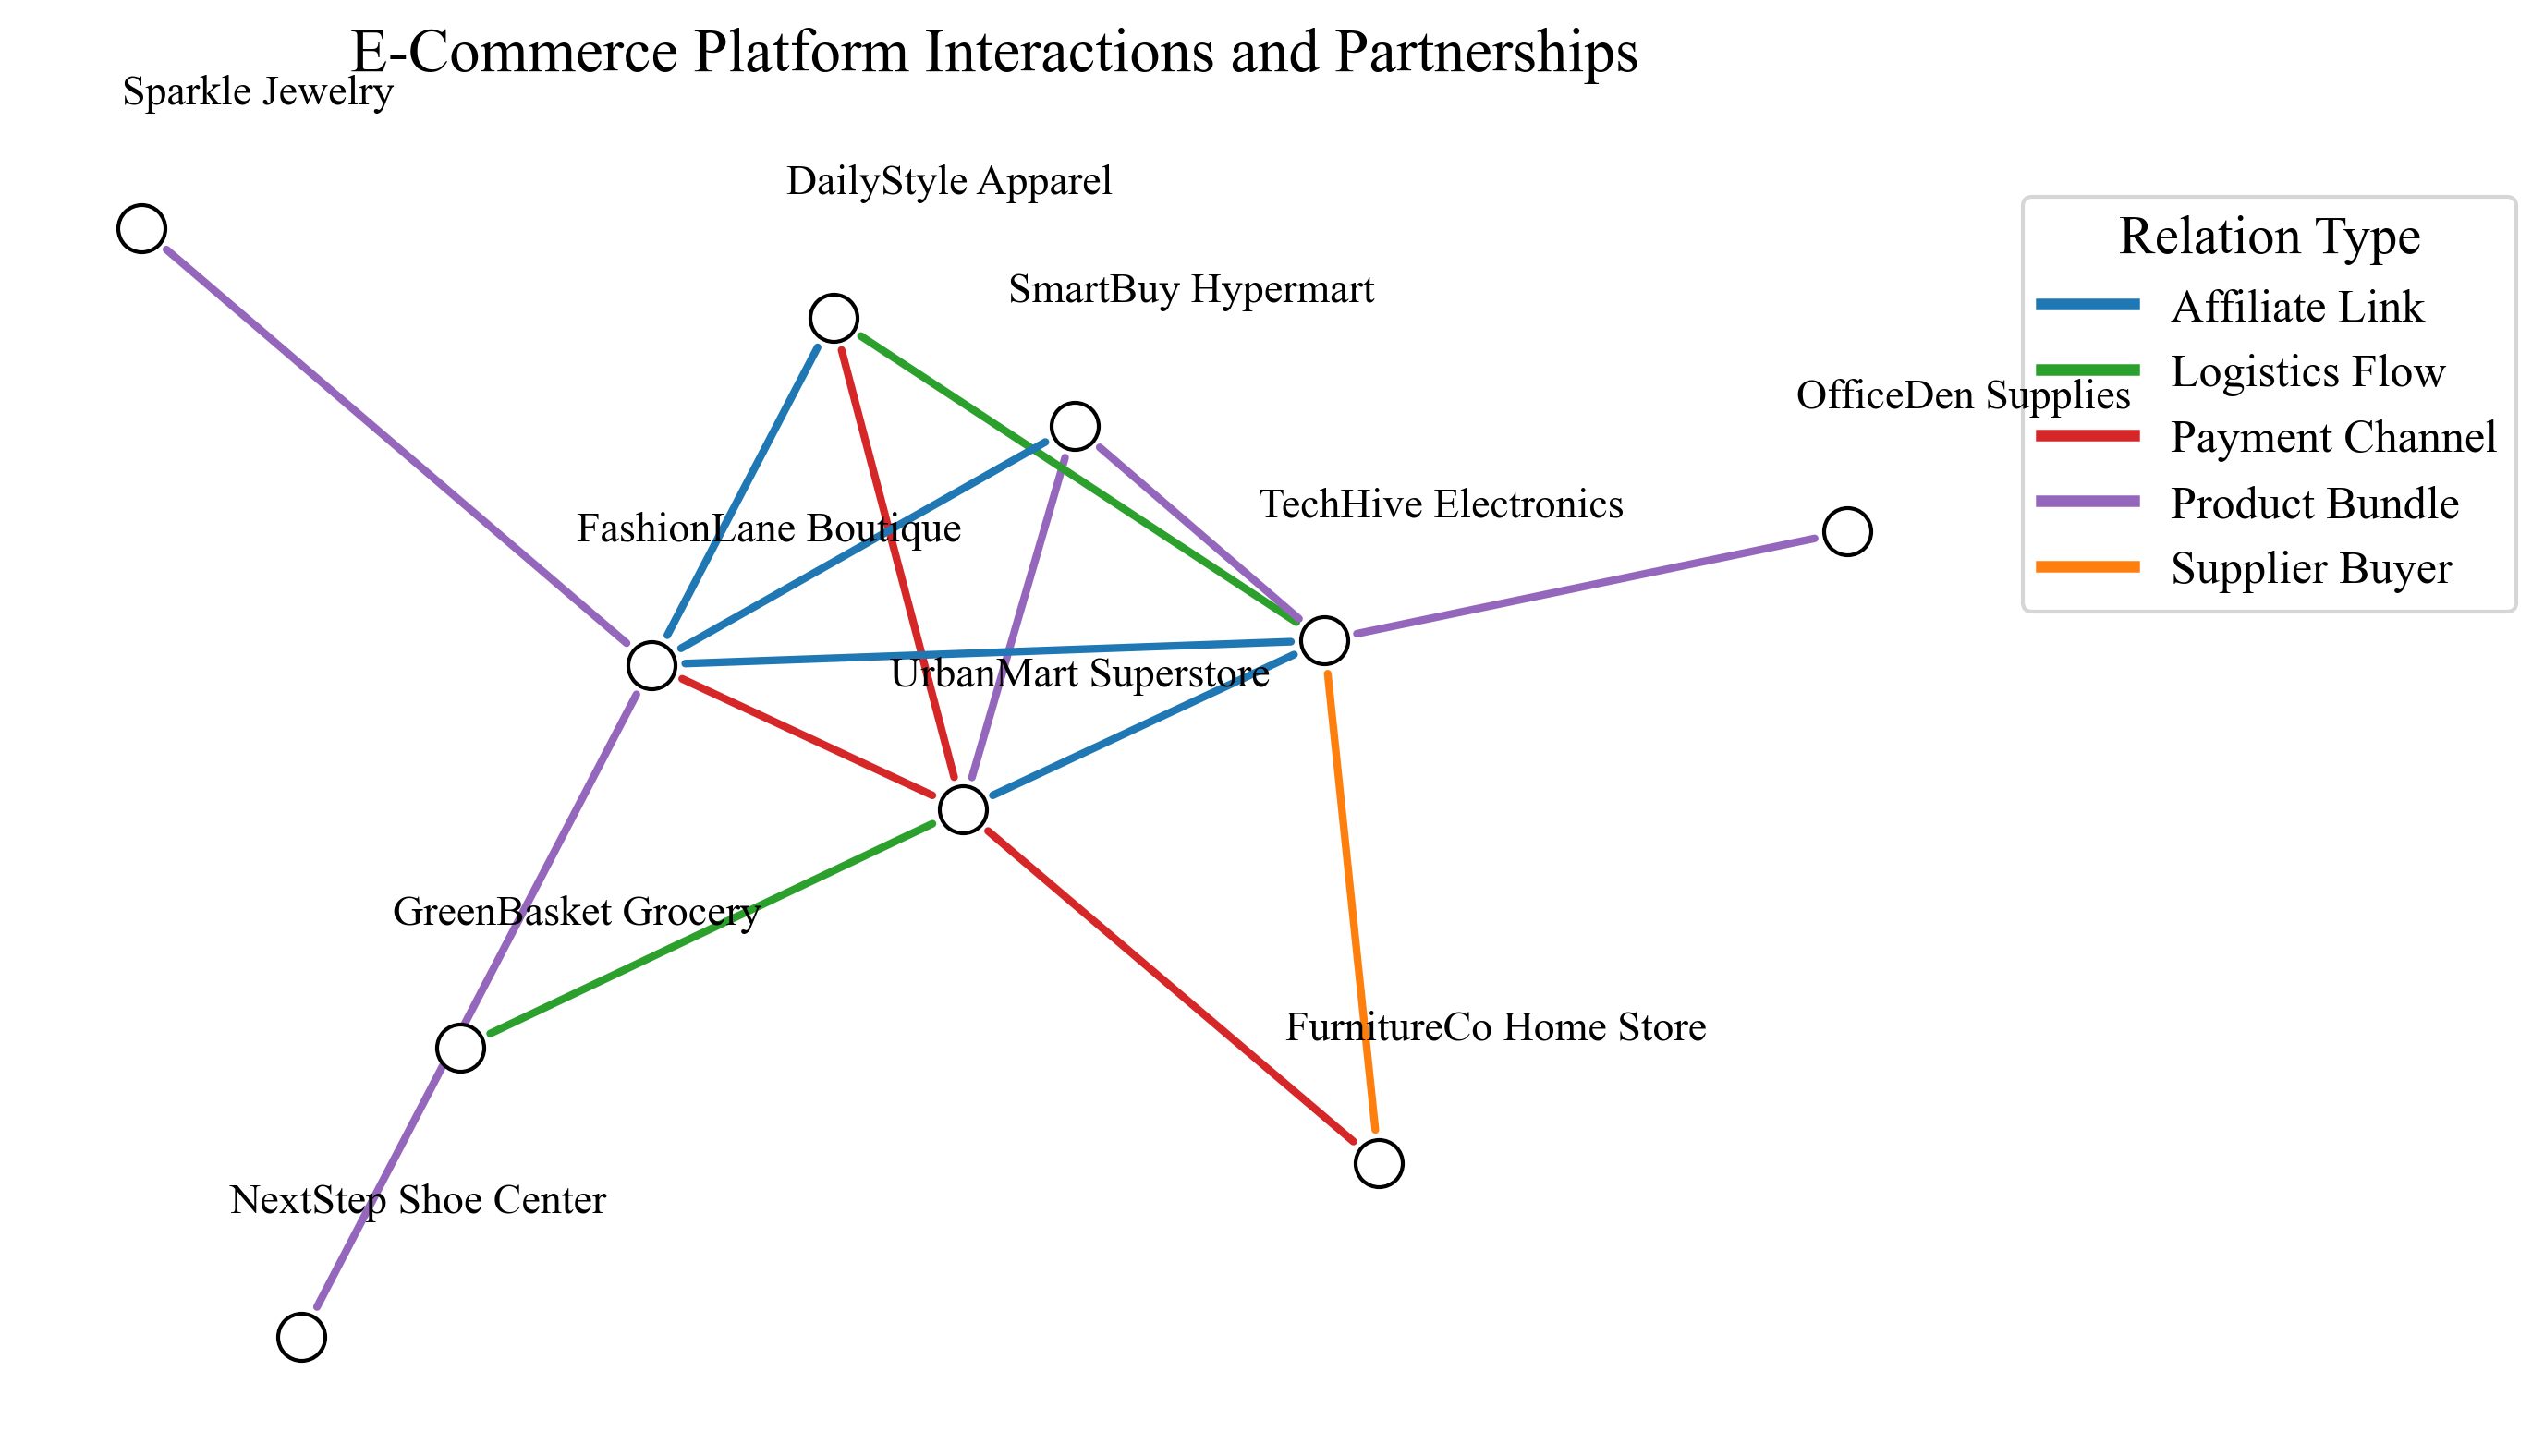 E-Commerce Platform Interactions and Partnerships
Sparkle Jewelry
DailyStyle Apparel
SmartBuy Hypermart
OfficeDen Supplies
TechHive Electronics
FashionLane Boutique
UrbanMart Superstore
GreenBasket Grocery
FurnitureCo Home Store
NextStep Shoe Center
Relation Type
Affiliate Link
Logistics Flow
Payment Channel
Product Bundle
Supplier Buyer